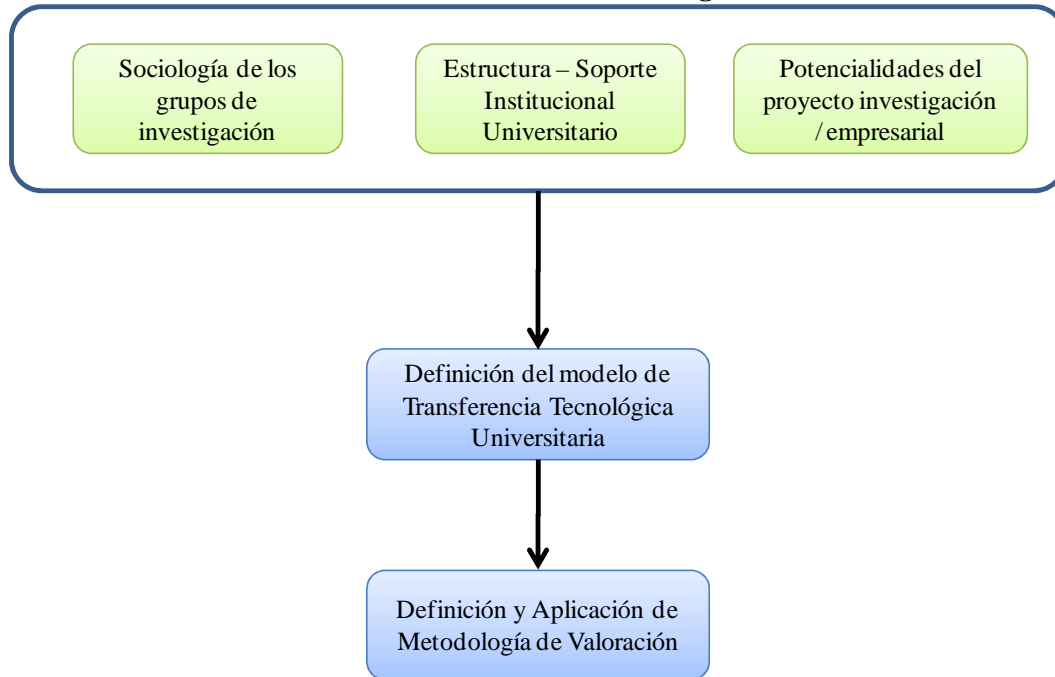 Sociología de los
grupos de
investigación
Estructura – Soporte
Institucional
Universitario
Potencialidades del
proyecto investigación
/ empresarial
Definición del modelo de
Transferencia Tecnológica
Universitaria
Definición y Aplicación de
Metodología de Valoración